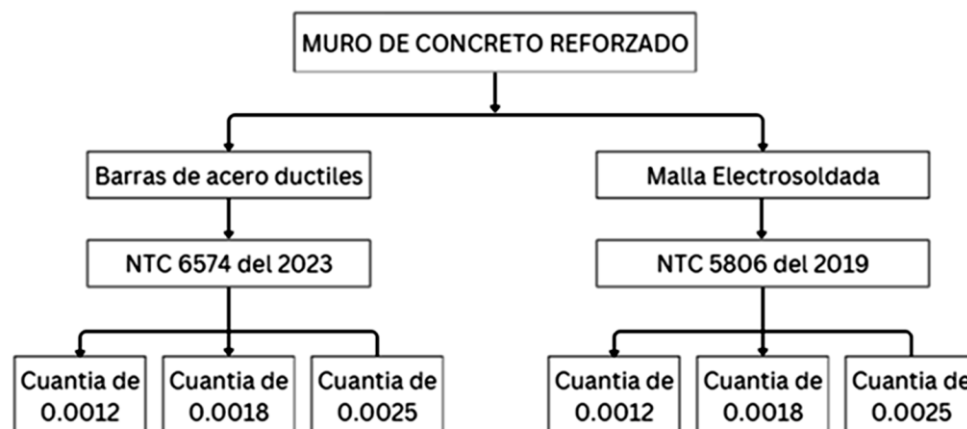 MURO DE CONCRETO REFORZADO
Barras de acero ductiles
Malla Electrosoldada
NTC 6574 del 2023
NTC 5806 del 2019
Cuantia de
0.0012
Cuantia de
0.0018
Cuantia de
0.0025
Cuantia de
0.0012
Cuantia de
0.0018
Cuantia de
0.0025